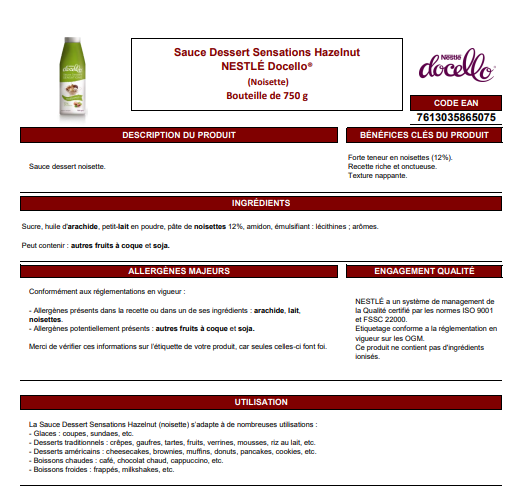 Sauce Dessert Sensations Hazelnut
NESTLÉ Docello®
(Noisette)
Bouteille de 750 g
Nestlé
docello
docello
CODE EAN
7613035865075
DESCRIPTION DU PRODUIT
BÉNÉFICES CLÉS DU PRODUIT
Sauce dessert noisette.
Forte teneur en noisettes (12%).
Recette riche et onctueuse.
Texture nappante.
INGRÉDIENTS
Sucre, huile d'arachide, petit-lait en poudre, pâte de noisettes 12%, amidon, émulsifiant : lécithines ; arômes.
Peut contenir : autres fruits à coque et soja.
ALLERGÈNES MAJEURS
ENGAGEMENT QUALITÉ
Conformément aux réglementations en vigueur :
- Allergènes présents dans la recette ou dans un de ses ingrédients : arachide, lait,
noisettes.
- Allergènes potentiellement présents : autres fruits à coque et soja.
Merci de vérifier ces informations sur l'étiquette de votre produit, car seules celles-ci font foi.
NESTLÉ a un système de management de
la Qualité certifié par les normes ISO 9001
et FSSC 22000.
Etiquetage conforme a la réglementation en
vigueur sur les OGM.
Ce produit ne contient pas d'ingrédients
ionisés.
UTILISATION
La Sauce Dessert Sensations Hazelnut (noisette) s'adapte à de nombreuses utilisations :
- Glaces : coupes, sundaes, etc.
- Desserts traditionnels : crêpes, gaufres, tartes, fruits, verrines, mousses, riz au lait, etc.
- Desserts américains : cheesecakes, brownies, muffins, donuts, pancakes, cookies, etc.
- Boissons chaudes : café, chocolat chaud, cappuccino, etc.
- Boissons froides : frappés, milkshakes, etc.